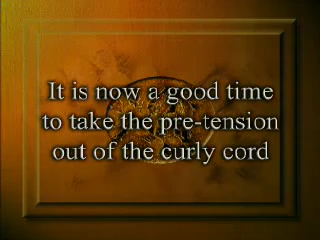 It is now a good time
to take the pre-tension
out of the curly cord